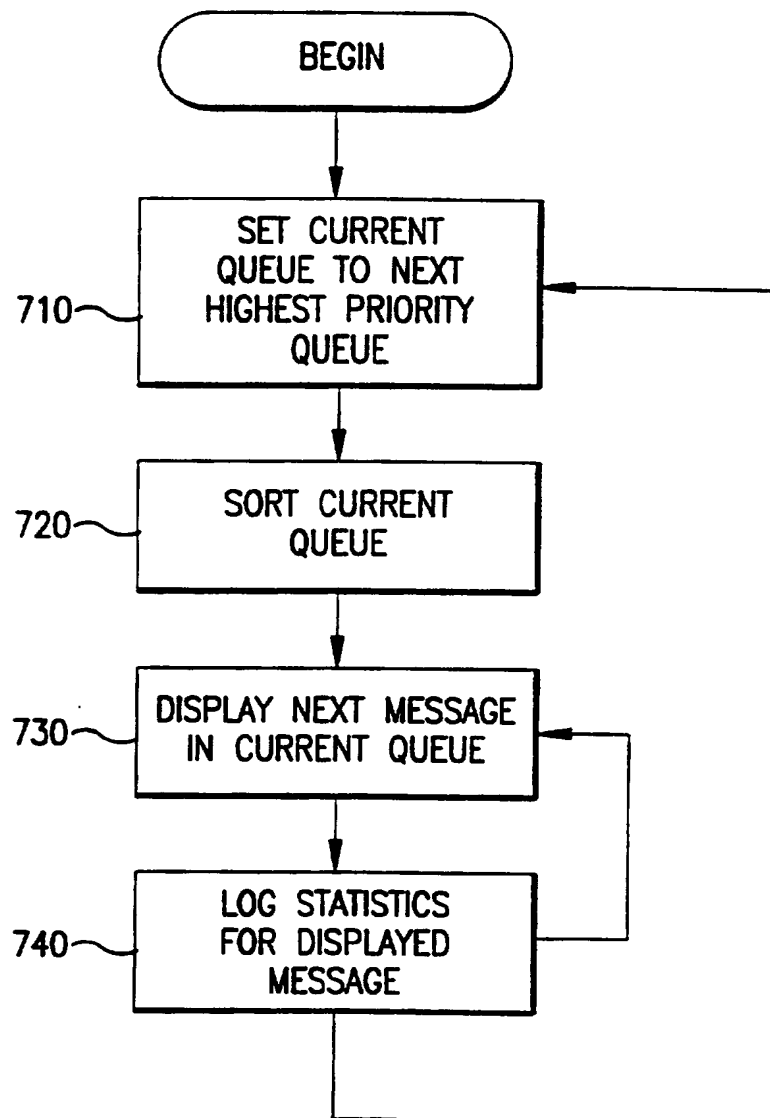 BEGIN
SET CURRENT
QUEUE TO NEXT
HIGHEST PRIORITY
QUEUE
710
SORT CURRENT
QUEUE
720
DISPLAY NEXT MESSAGE
IN CURRENT QUEUE
730
LOG STATISTICS
FOR DISPLAYED
MESSAGE
740